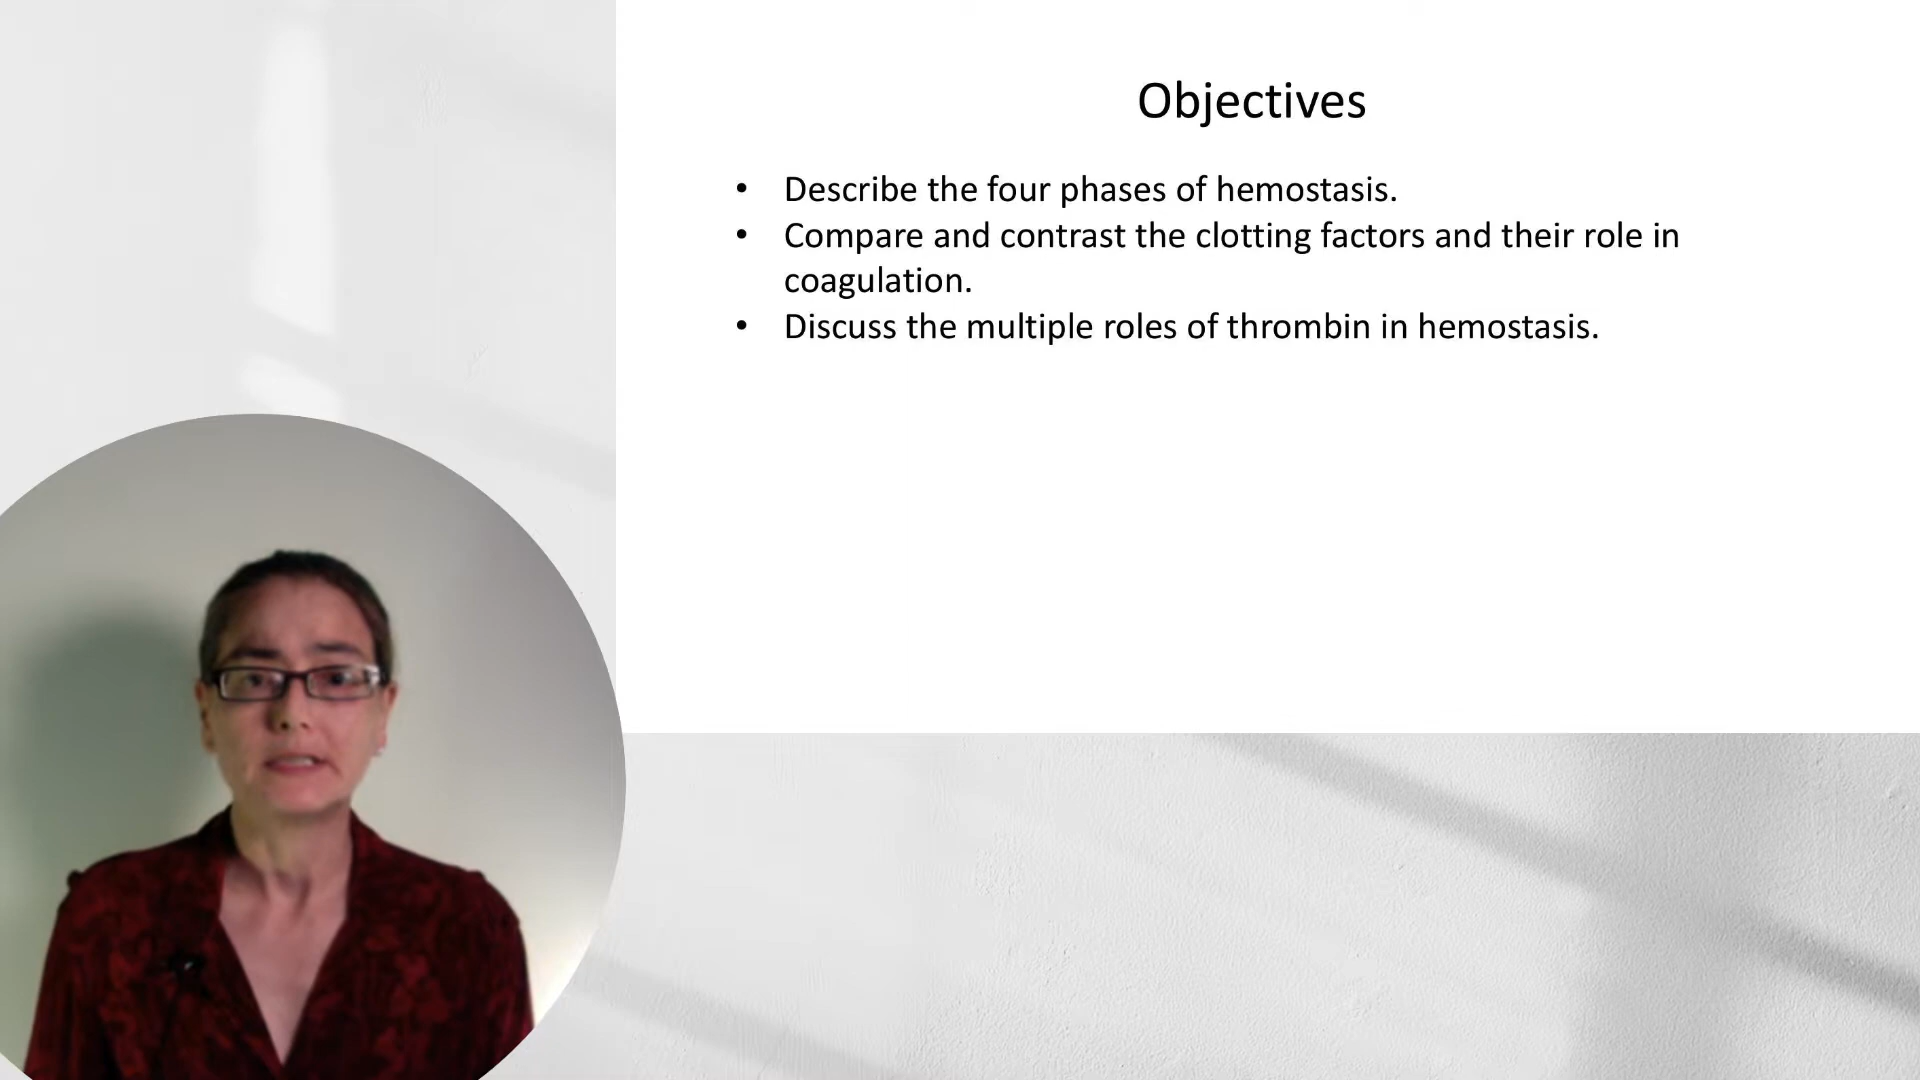 Objectives
• Describe the four phases of hemostasis.
• Compare and contrast the clotting factors and their role in
coagulation.
• Discuss the multiple roles of thrombin in hemostasis.